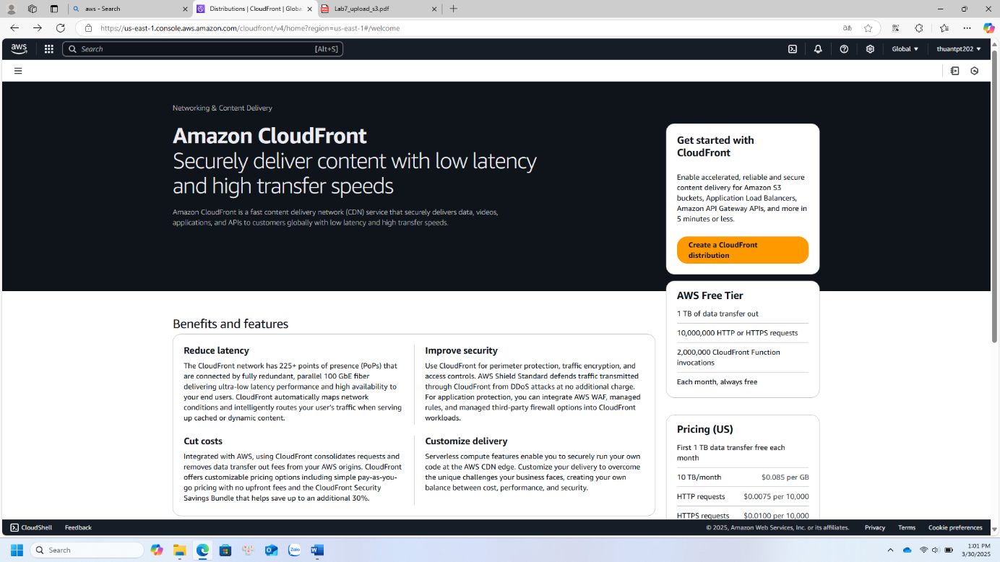 aws - Search
Distributions | CloudFront | Globa
Lab7_upload_s3.pdf
https://us-east-1.console.aws.amazon.com/cloudfront/v4/home?region=us-east-1#/welcome
aws
Search
[Alt+S]
Global
thuantpt202
Networking & Content Delivery
Amazon CloudFront
Securely deliver content with low latency
and high transfer speeds
Amazon CloudFront is a fast content delivery network (CDN) service that securely delivers data, videos,
applications, and APIs to customers globally with low latency and high transfer speeds.
Get started with
CloudFront
Enable accelerated, reliable and secure
content delivery for Amazon S3
buckets, Application Load Balancers,
Amazon API Gateway APIs, and more in
5 minutes or less.
Create a CloudFront
distribution
AWS Free Tier
1 TB of data transfer out
10,000,000 HTTP or HTTPS requests
2,000,000 CloudFront Function
invocations
Each month, always free
Benefits and features
Reduce latency
The CloudFront network has 225+ points of presence (PoPs) that
are connected by fully redundant, parallel 100 GbE fiber
delivering ultra-low latency performance and high availability to
your end users. CloudFront automatically maps network
conditions and intelligently routes your user's traffic when serving
up cached or dynamic content.
Improve security
Use CloudFront for perimeter protection, traffic encryption, and
access controls. AWS Shield Standard defends traffic transmitted
through CloudFront from DDoS attacks at no additional charge.
For application protection, you can integrate AWS WAF, managed
rules, and managed third-party firewall options into CloudFront
workloads.
Cut costs
Integrated with AWS, using CloudFront consolidates requests and
removes data transfer out fees from your AWS origins. CloudFront
offers customizable pricing options including simple pay-as-you-
go pricing with no upfront fees and the CloudFront Security
Savings Bundle that helps save up to an additional 30%.
Customize delivery
Serverless compute features enable you to securely run your own
code at the AWS CDN edge. Customize your delivery to overcome
the unique challenges your business faces, creating your own
balance between cost, performance, and security.
Pricing (US)
First 1 TB data transfer free each
month
10 TB/month $0.085 per GB
HTTP requests $0.0075 per 10,000
HTTPS requests $0.0100 per 10,000
CloudShell
Feedback
© 2025, Amazon Web Services, Inc. or its affiliates.
Privacy
Terms
Cookie preferences
Search
Zalo
1:01 PM
3/30/2025